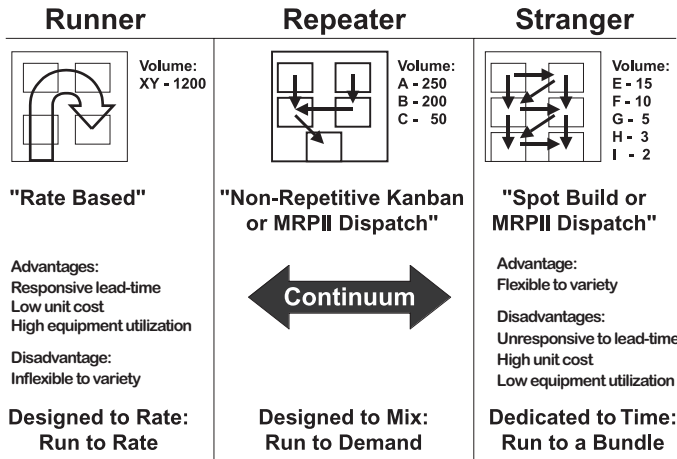 Runner
Volume:
XY - 1200
"Rate Based"
Advantages:
Responsive lead-time
Low unit cost
High equipment utilization
Disadvantage:
Inflexible to variety
Designed to Rate:
Run to Rate
Repeater
Volume:
A - 250
B - 200
C - 50
"Non-Repetitive Kanban
or MRPII Dispatch"
Continuum
Designed to Mix:
Run to Demand
Stranger
Volume:
E - 15
F - 10
G - 5
H - 3
I - 2
"Spot Build or
MRPII Dispatch"
Advantage:
Flexible to variety
Disadvantages:
Unresponsive to lead-time
High unit cost
Low equipment utilization
Dedicated to Time:
Run to a Bundle